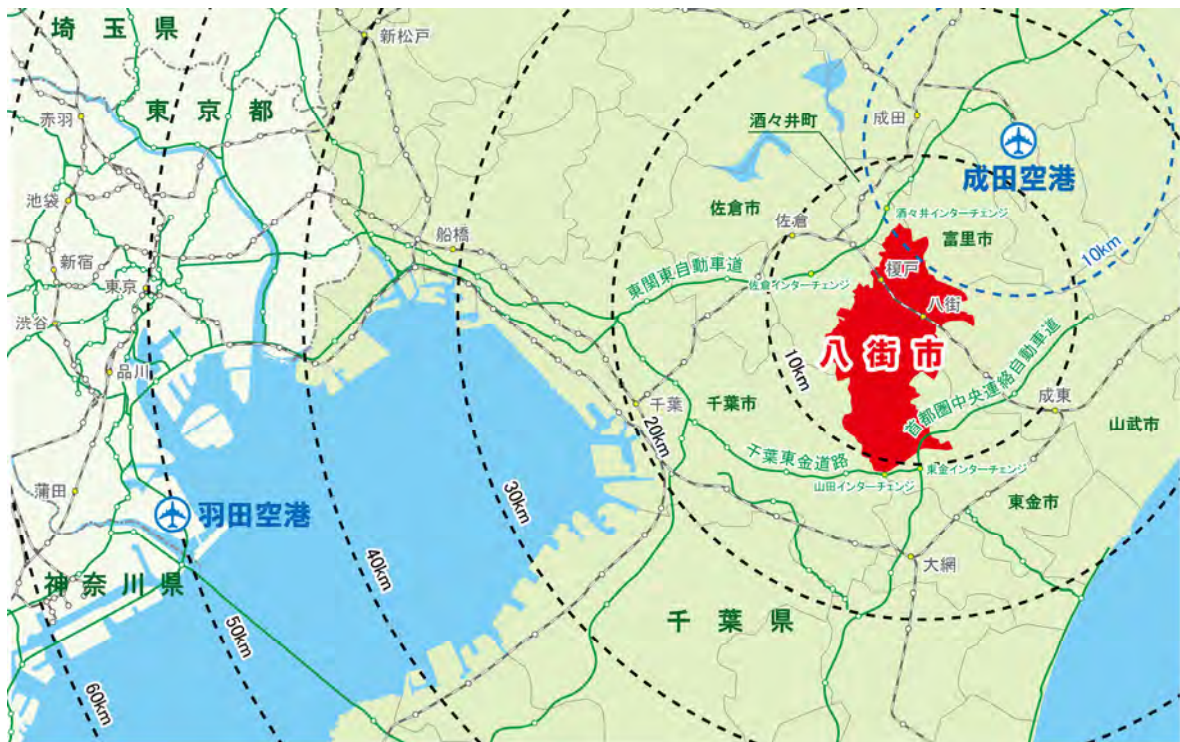 埼玉県
新松戸
東京都
赤羽
成田
酒々井町
成田空港
池袋
佐倉市
酒々井インターチェンジ
佐倉
船橋
富里市
新宿
榎戸
10km
東関東自動車道
佐倉インターチェンジ
東京
八街
渋谷
八街市
品川
10km
首都圏中央連絡自動車道
千葉
千葉市
成東
山武市
20km
千葉東金道路
東金インターチェンジ
山田インターチェンジ
蒲田
30km
羽田空港
東金市
40km
大網
神奈川県
千葉県
50km
60km